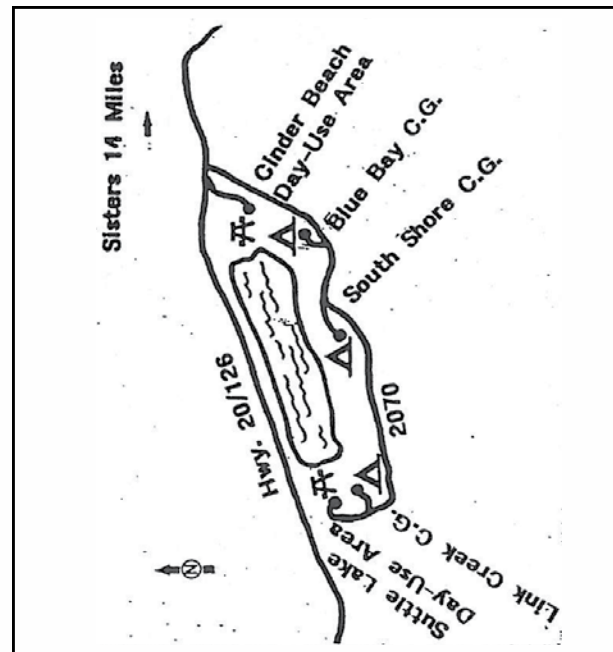 Sisters 14 Miles
Cinder Beach
Day-Use Area
Blue Bay C.G.
South Shore C.G.
Hwy. 20/126
2070
N
Suttle Lake
Day-Use Area
Link Creek C.G.